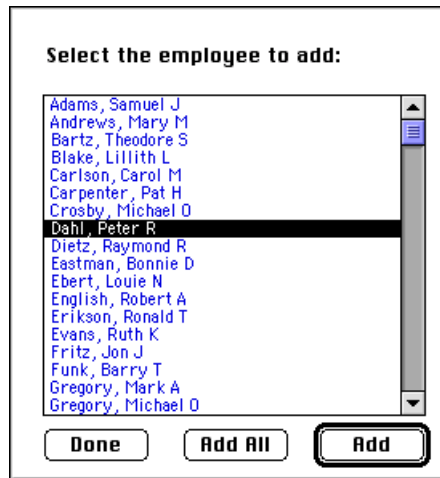 Select the employee to add:
Adams, Samuel J
Andrews, Mary M
Bartz, Theodore S
Blake, Lillith L
Carlson, Carol M
Carpenter, Pat H
Crosby, Michael O
Dahl, Peter R
Dietz, Raymond R
Eastman, Bonnie D
Ebert, Louie N
English, Robert A
Erikson, Ronald T
Evans, Ruth K
Fritz, Jon J
Funk, Barry T
Gregory, Mark A
Gregory, Michael O
Done Add All Add